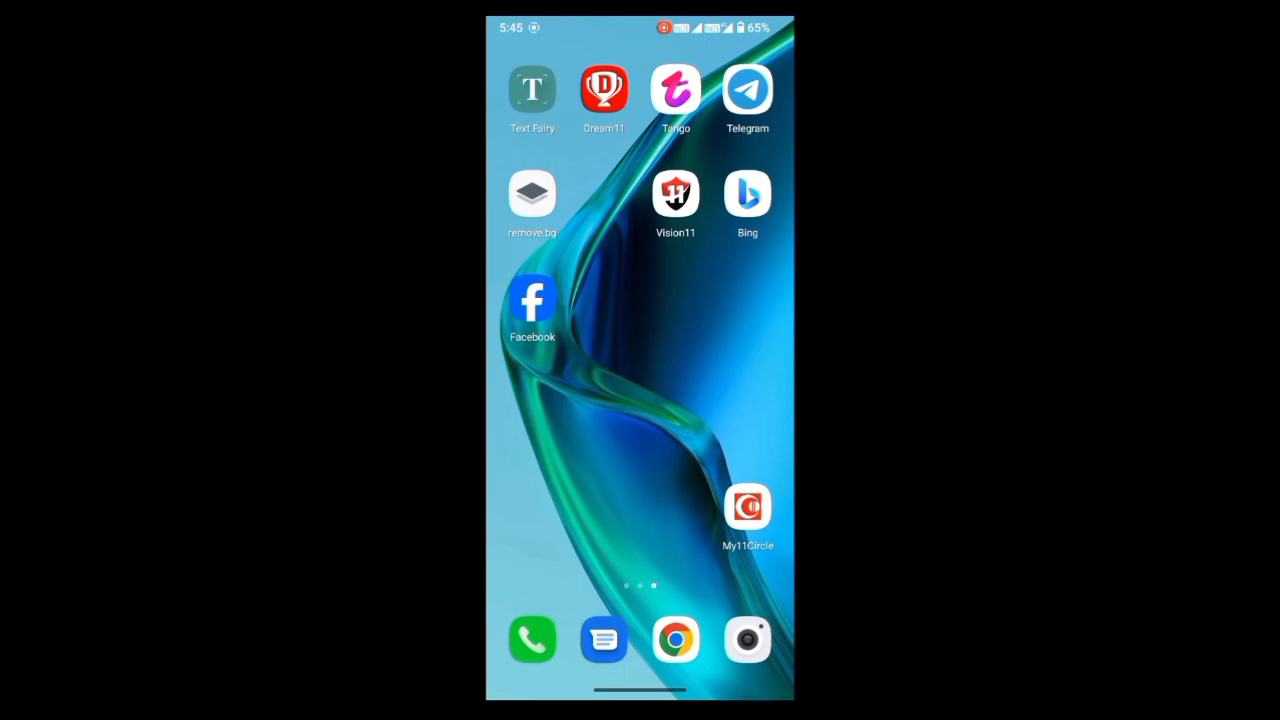 5:45 65%
Text Fairy Dream11 Tango Telegram
remove.bg Vision11 Bing
Facebook
My11Circle